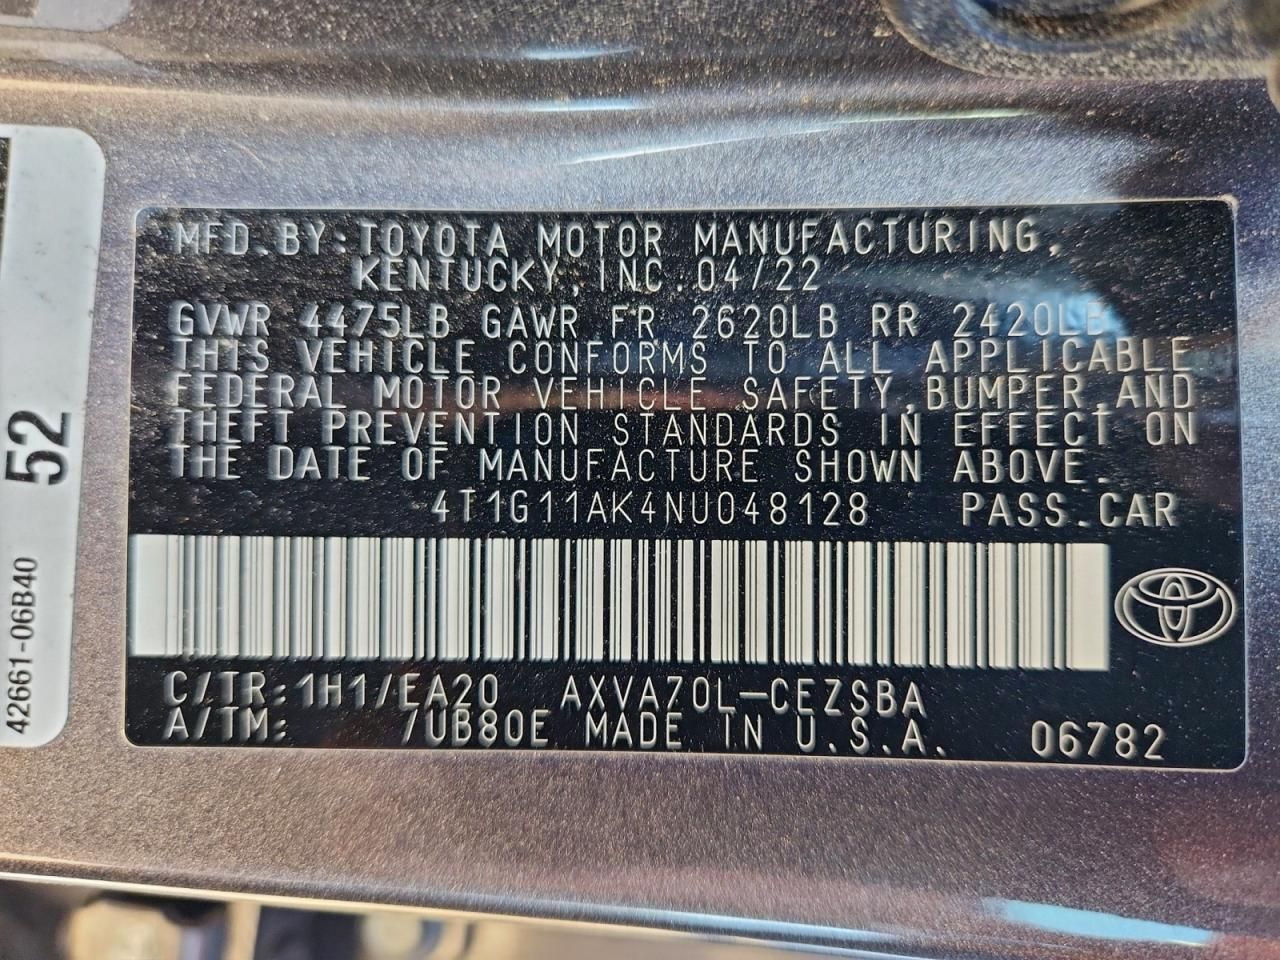 MFD.BY:TOYOTA MOTOR MANUFACTURING,
KENTUCKY,INC.04/22
GVWR 4475LB GAWR FR 2620LB RR 2420LB
THIS VEHICLE CONFORMS TO ALL APPLICABLE
FEDERAL MOTOR VEHICLE SAFETY,BUMPER,AND
THEFT PREVENTION STANDARDS IN EFFECT ON
THE DATE OF MANUFACTURE SHOWN ABOVE.
4T1G11AK4NU048128 PASS.CAR
C/TR:1H1/EA20 AXVA70L-CEZSBA
A/TM: /UB80E MADE IN U.S.A. 06782
52
42661-06B40